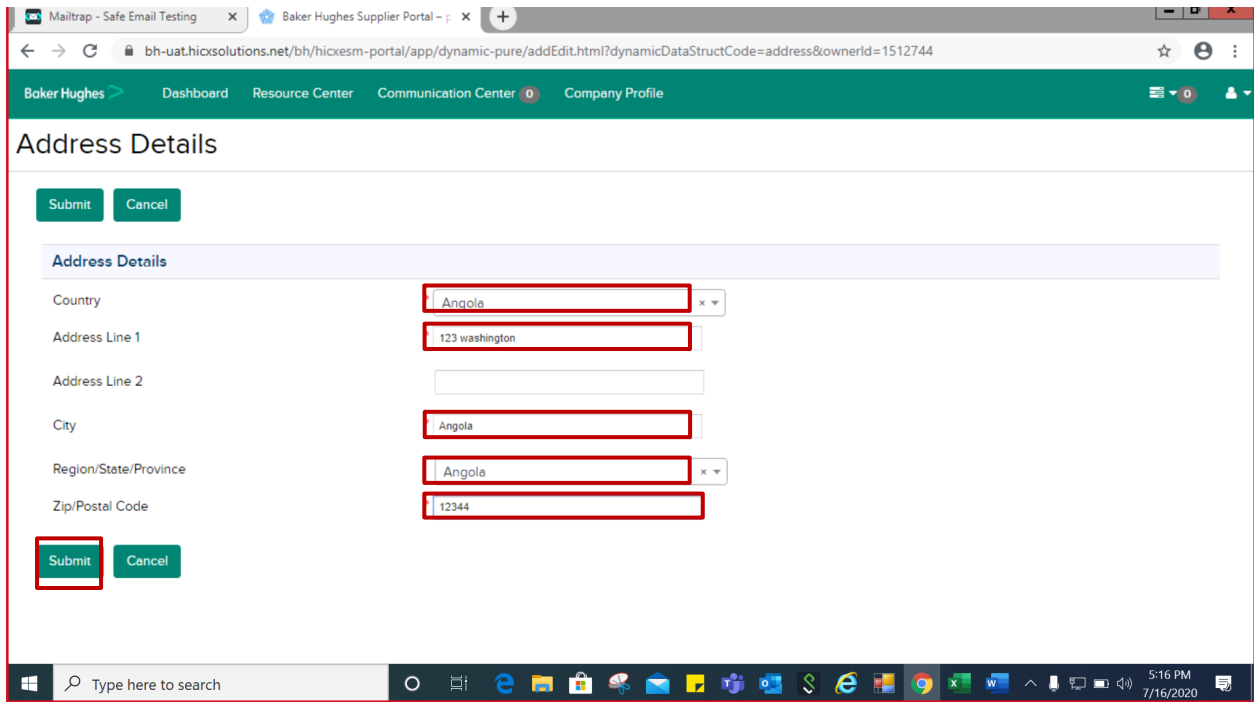 Mailtrap - Safe Email Testing x Baker Hughes Supplier Portal – p x +
bh-uat.hicxsolutions.net/bh/hicxesm-portal/app/dynamic-pure/addEdit.html?dynamicDataStructCode=address&ownerId=1512744
Baker Hughes Dashboard Resource Center Communication Center 0 Company Profile 0
Address Details
Submit Cancel
Address Details
Country * Angola ×
Address Line 1 * 123 washington
Address Line 2
City * Angola
Region/State/Province Angola ×
Zip/Postal Code * 12344
Submit Cancel
Type here to search 5:16 PM
7/16/2020